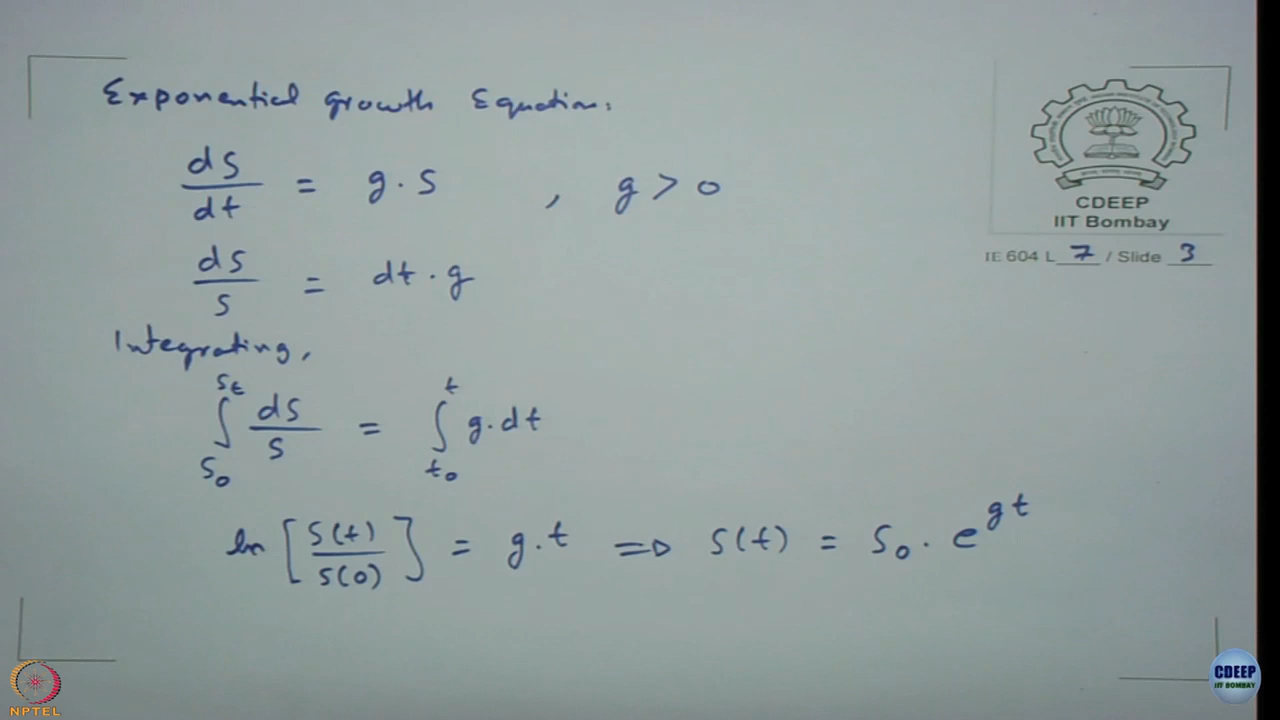 Exponential growth Equation:
dS/dt = g · S , g > 0
dS/S = dt · g
Integrating,
∫_{S_0}^{S_t} dS/S = ∫_{t_0}^{t} g.dt
ln [S(t)/S(0)] = g.t ⇒ S(t) = S_0 . e^{gt}
CDEEP
IIT Bombay
IE 604 L 7 / Slide 3
NPTEL
CDEEP
IIT BOMBAY